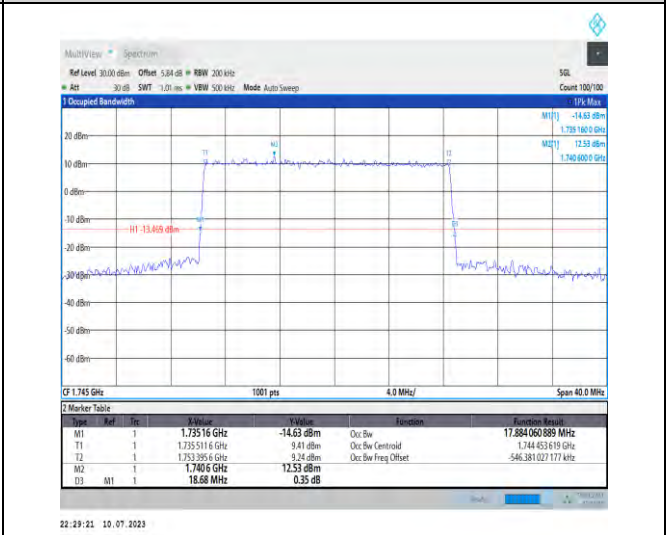 MultiView Spectrum
Ref Level 30.00 dBm Offset 5.84 dB RBW 200 kHz SGL
Att 30 dB SWT 1.01 ms VBW 500 kHz Mode Auto Sweep Count 100/100
1 Occupied Bandwidth 1Pk Max
M1[1] -14.63 dBm
1.735 160 0 GHz
M2[1] 12.53 dBm
1.740 600 0 GHz
20 dBm
M2
T1 T2
10 dBm
0 dBm
-10 dBm
M1 D3
H1 -13.469 dBm
-20 dBm
-30 dBm
-40 dBm
-50 dBm
-60 dBm
CF 1.745 GHz 1001 pts 4.0 MHz/ Span 40.0 MHz
2 Marker Table
Type Ref Trc X-Value Y-Value Function Function Result
M1 1 1.73516 GHz -14.63 dBm Occ Bw 17.884 060 889 MHz
T1 1 1.735 511 6 GHz 9.41 dBm Occ Bw Centroid 1.744 453 619 GHz
T2 1 1.753 395 6 GHz 9.24 dBm Occ Bw Freq Offset -546.381 027 177 kHz
M2 1 1.7406 GHz 12.53 dBm
D3 M1 1 18.68 MHz 0.35 dB
22:29:21 10.07.2023